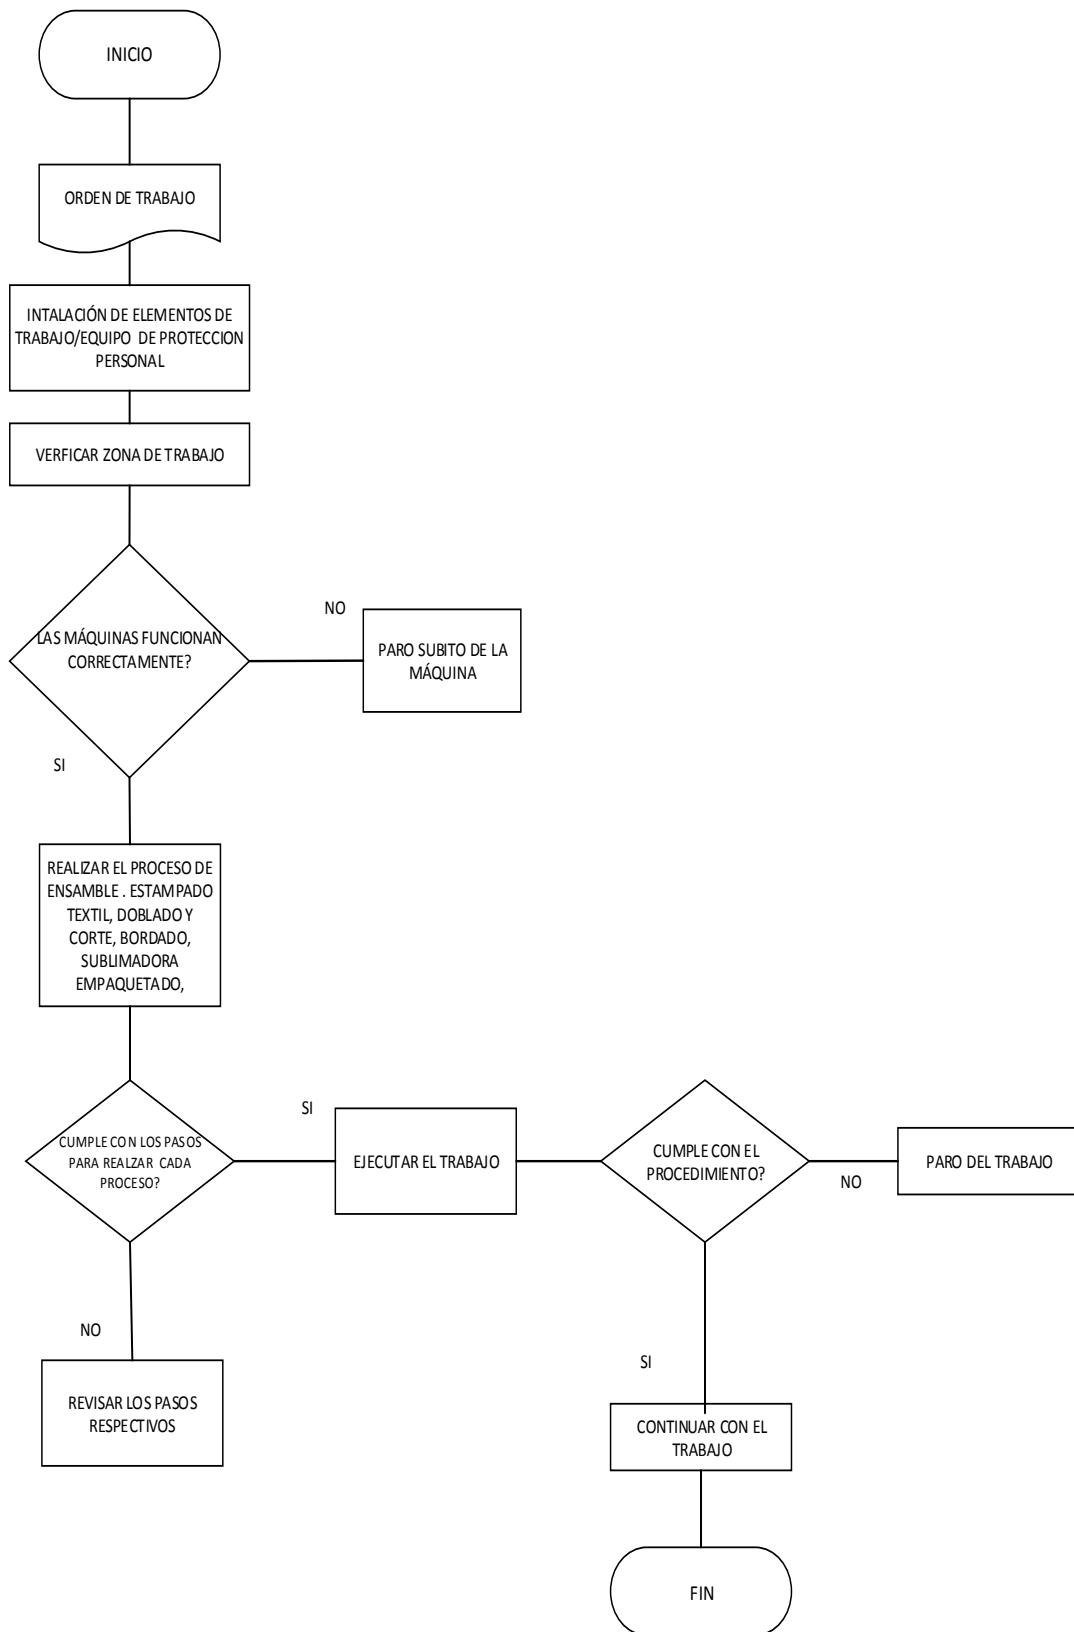 INICIO
ORDEN DE TRABAJO
INTALACIÓN DE ELEMENTOS DE
TRABAJO/EQUIPO DE PROTECCION
PERSONAL
VERFICAR ZONA DE TRABAJO
LAS MÁQUINAS FUNCIONAN
CORRECTAMENTE?
NO
PARO SUBITO DE LA
MÁQUINA
SI
REALIZAR EL PROCESO DE
ENSAMBLE . ESTAMPADO
TEXTIL, DOBLADO Y
CORTE, BORDADO,
SUBLIMADORA
EMPAQUETADO,
CUMPLE CON LOS PASOS
PARA REALZAR CADA
PROCESO?
SI
EJECUTAR EL TRABAJO
CUMPLE CON EL
PROCEDIMIENTO?
NO
PARO DEL TRABAJO
NO
REVISAR LOS PASOS
RESPECTIVOS
SI
CONTINUAR CON EL
TRABAJO
FIN